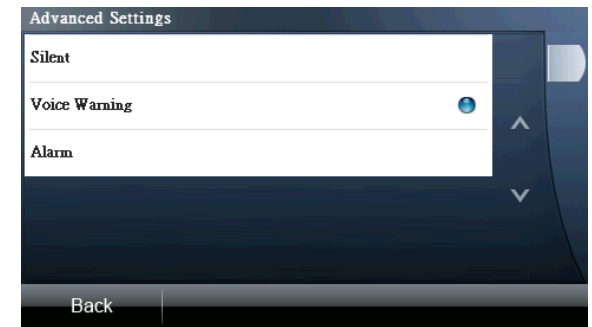 Advanced Settings
Silent
Voice Warning
Alarm
Back